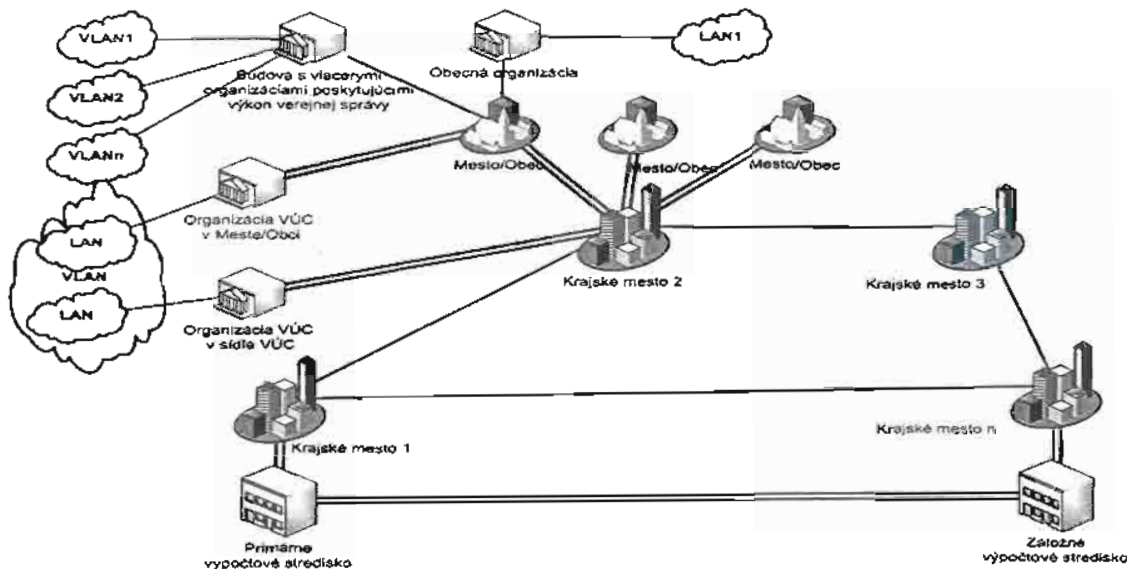 VLAN1
VLAN2
VLANn
LAN
VLAN
LAN
Budova s viacerými
organizáciami poskytujúcimi
výkon verejnej správy
Obecná organizácia
LAN1
Mesto/Obec
Mesto/Obec
Mesto/Obec
Organizácia VÚC
v Meste/Obci
Organizácia VÚC
v sídle VÚC
Krajské mesto 2
Krajské mesto 3
Krajské mesto 1
Krajské mesto n
Primárne
výpočtové stredisko
Záložné
výpočtové stredisko